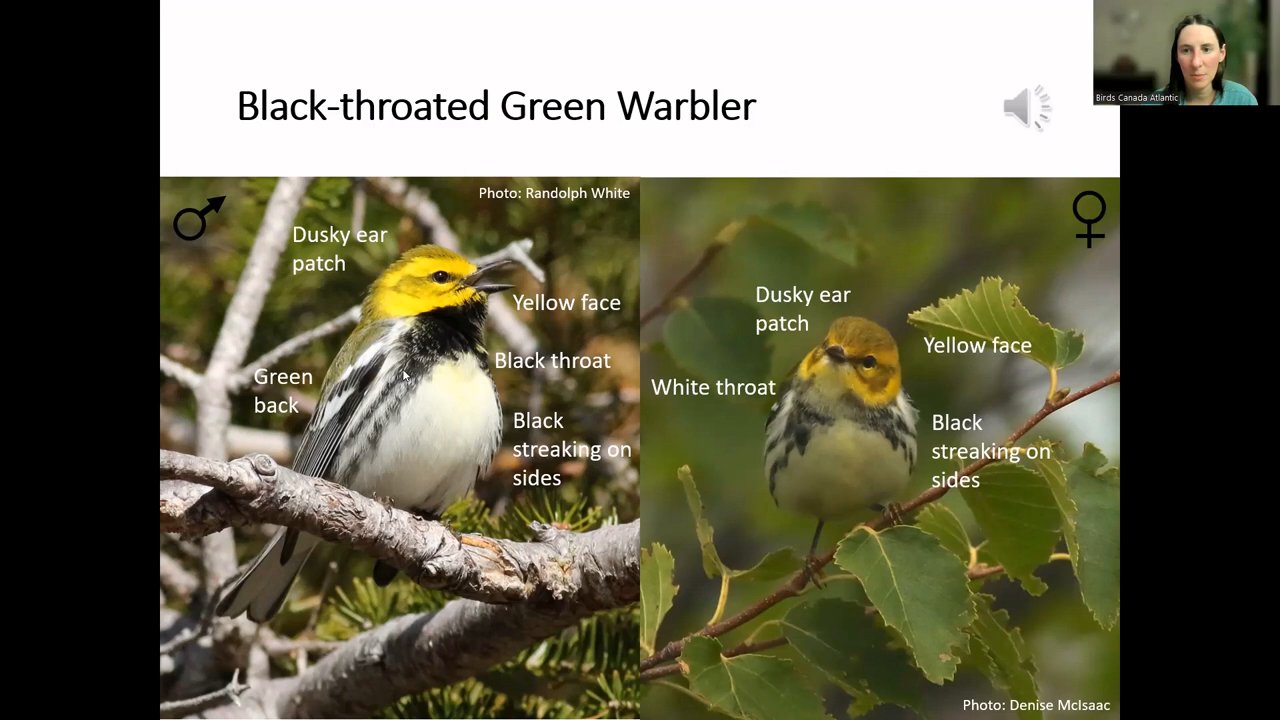 Black-throated Green Warbler
Birds Canada Atlantic
Photo: Randolph White
Dusky ear
patch
Yellow face
Black throat
Green
back
Black
streaking on
sides
Dusky ear
patch
Yellow face
White throat
Black
streaking on
sides
Photo: Denise McIsaac